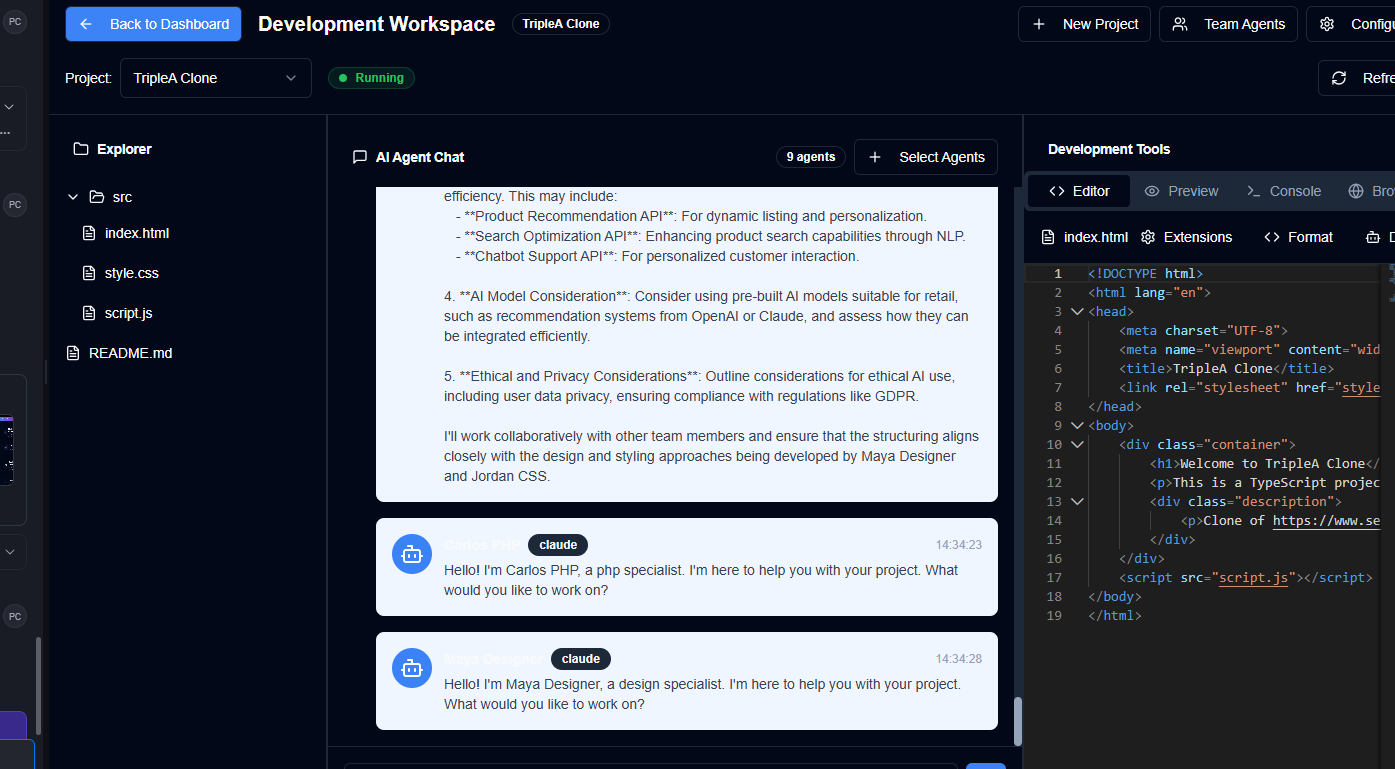 PC
Back to Dashboard
Development Workspace
TripleA Clone
New Project
Team Agents
Project:
TripleA Clone
Running
...
PC
PC
Explorer
src
index.html
style.css
script.js
README.md
AI Agent Chat
9 agents
Select Agents
efficiency. This may include:
- **Product Recommendation API**: For dynamic listing and personalization.
- **Search Optimization API**: Enhancing product search capabilities through NLP.
- **Chatbot Support API**: For personalized customer interaction.
4. **AI Model Consideration**: Consider using pre-built AI models suitable for retail,
such as recommendation systems from OpenAI or Claude, and assess how they can
be integrated efficiently.
5. **Ethical and Privacy Considerations**: Outline considerations for ethical AI use,
including user data privacy, ensuring compliance with regulations like GDPR.
I'll work collaboratively with other team members and ensure that the structuring aligns
closely with the design and styling approaches being developed by Maya Designer
and Jordan CSS.
Carlos PHP claude 14:34:23
Hello! I'm Carlos PHP, a php specialist. I'm here to help you with your project. What
would you like to work on?
Maya Designer claude 14:34:28
Hello! I'm Maya Designer, a design specialist. I'm here to help you with your project.
What would you like to work on?
Development Tools
Editor
Preview
Console
index.html
Extensions
Format
1 <!DOCTYPE html>
2 <html lang="en">
3 <head>
4 <meta charset="UTF-8">
5 <meta name="viewport" content="wid
6 <title>TripleA Clone</title>
7 <link rel="stylesheet" href="style
8 </head>
9 <body>
10 <div class="container">
11 <h1>Welcome to TripleA Clone</
12 <p>This is a TypeScript projec
13 <div class="description">
14 <p>Clone of https://www.se
15 </div>
16 </div>
17 <script src="script.js"></script>
18 </body>
19 </html>